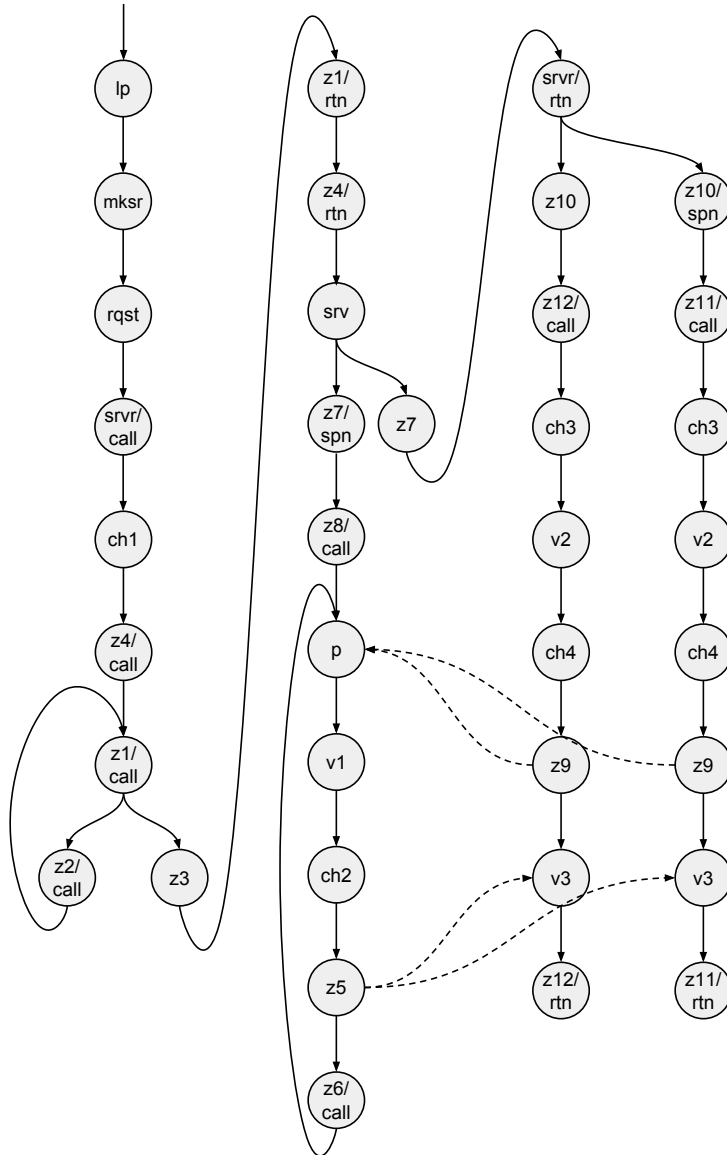 lp
mksr
rqst
srvr/
call
ch1
z4/
call
z1/
call
z2/
call
z3
z1/
rtn
z4/
rtn
srv
z7/
spn
z7
z8/
call
p
v1
ch2
z5
z6/
call
srvr/
rtn
z10
z12/
call
ch3
v2
ch4
z9
v3
z12/
rtn
z10/
spn
z11/
call
ch3
v2
ch4
z9
v3
z11/
rtn